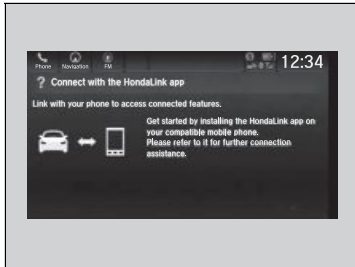 Phone Navigation FM 12:34
? Connect with the HondaLink app
Link with your phone to access connected features.
Get started by installing the HondaLink app on
your compatible mobile phone.
Please refer to it for further connection
assistance.